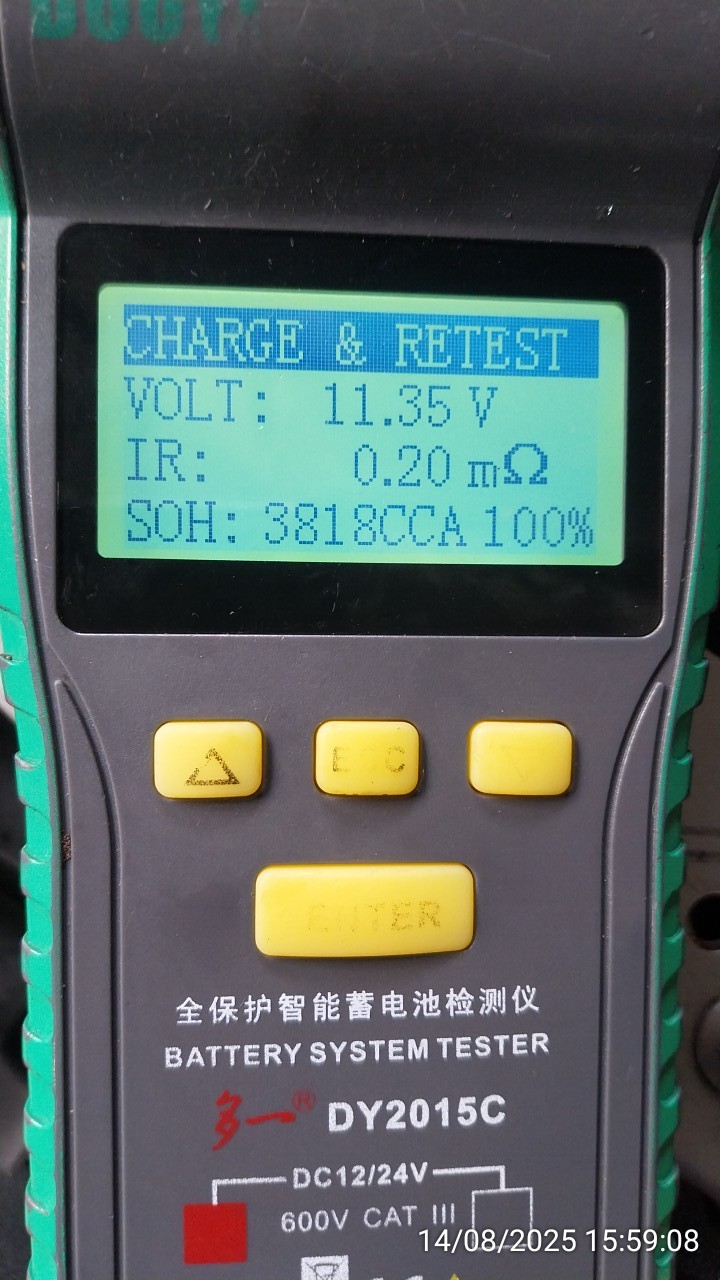 CHARGE & RETEST
VOLT: 11.35 V
IR: 0.20 mΩ
SOH: 3818CCA 100%
ESC
ENTER
全保护智能蓄电池检测仪
BATTERY SYSTEM TESTER
多一® DY2015C
DC12/24V
600V CAT III
14/08/2025 15:59:08